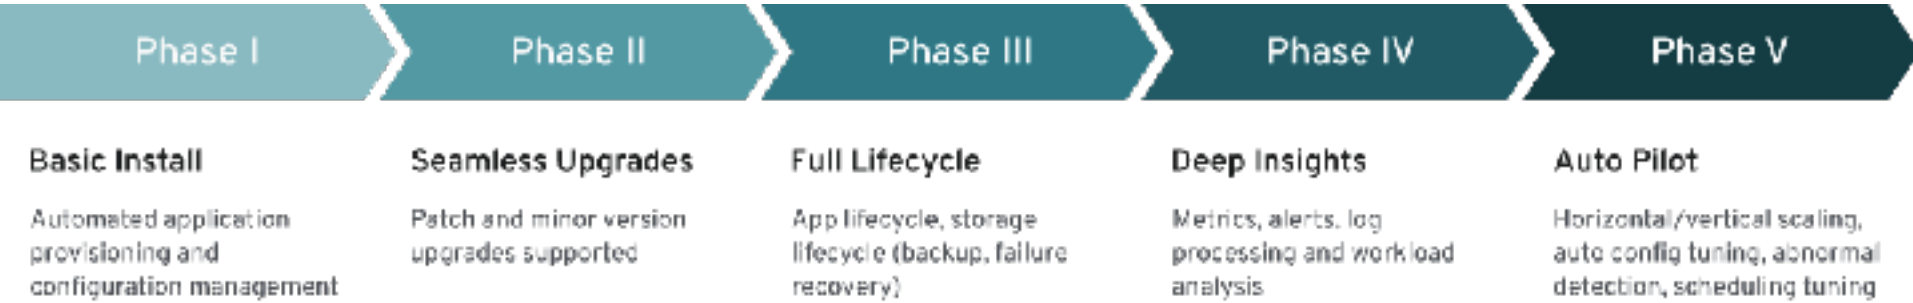 Phase I
Phase II
Phase III
Phase IV
Phase V
Basic Install
Automated application
provisioning and
configuration management
Seamless Upgrades
Patch and minor version
upgrades supported
Full Lifecycle
App lifecycle, storage
lifecycle (backup, failure
recovery)
Deep Insights
Metrics, alerts, log
processing and workload
analysis
Auto Pilot
Horizontal/vertical scaling,
auto config tuning, abnormal
detection, scheduling tuning